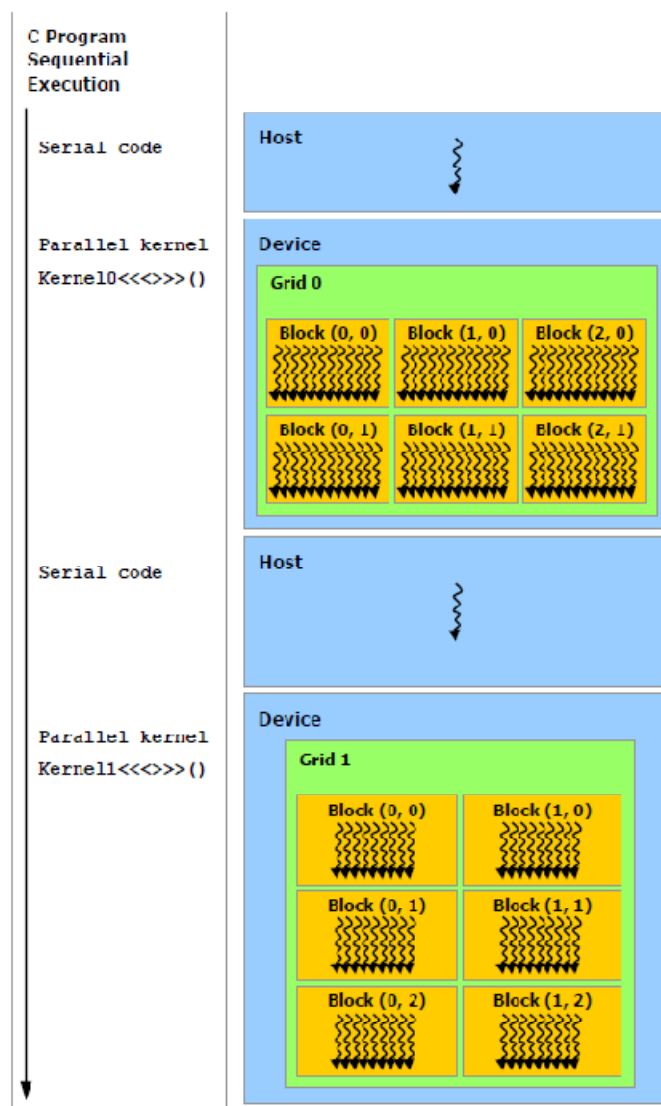 C Program
Sequential
Execution
Serial code
Host
Parallel kernel
Kernel0<<<>>>()
Device
Grid 0
Block (0, 0) Block (1, 0) Block (2, 0)
Block (0, 1) Block (1, 1) Block (2, 1)
Serial code
Host
Parallel kernel
Kernel1<<<>>>()
Device
Grid 1
Block (0, 0) Block (1, 0)
Block (0, 1) Block (1, 1)
Block (0, 2) Block (1, 2)